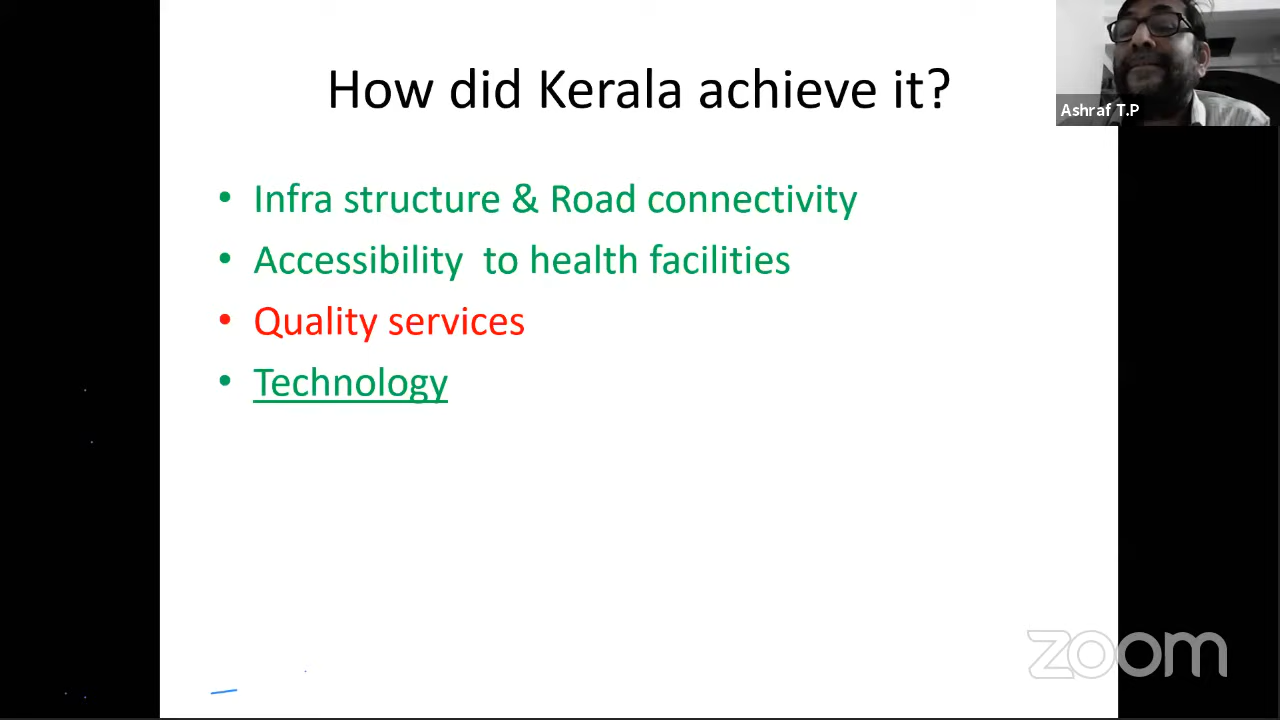 How did Kerala achieve it?
Ashraf T.P
• Infra structure & Road connectivity
• Accessibility  to health facilities
• Quality services
• Technology
zoom